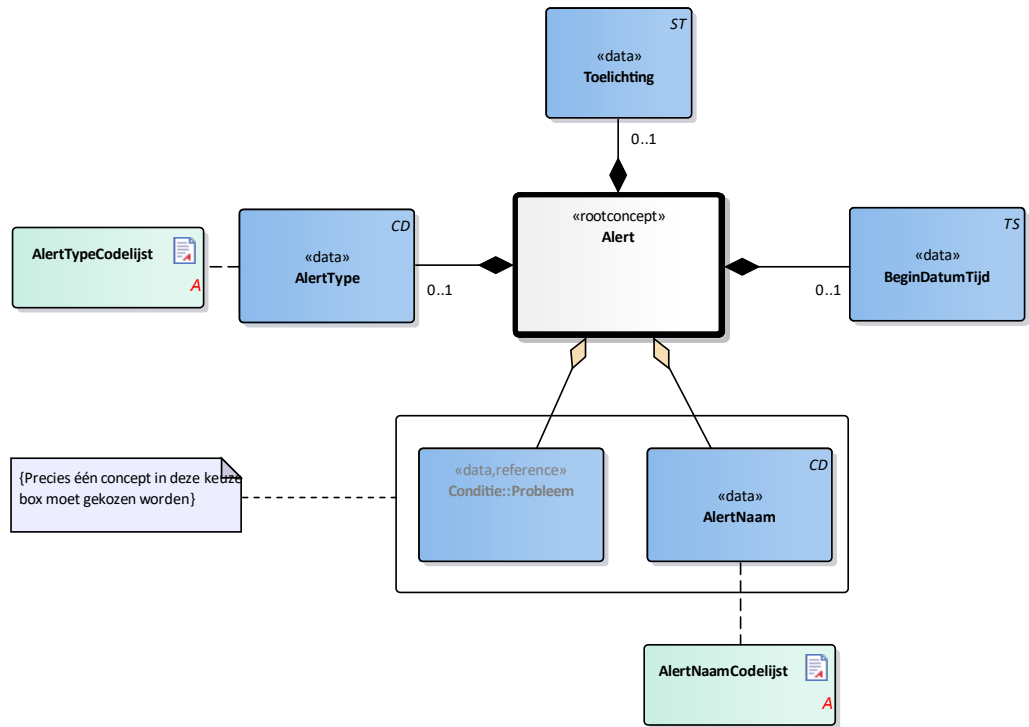 ST
«data»
Toelichting
0..1
«rootconcept»
Alert
CD
«data»
AlertType
0..1
AlertTypeCodelijst
A
TS
«data»
BeginDatumTijd
0..1
{Precies één concept in deze keuze
box moet gekozen worden}
«data,reference»
Conditie::Probleem
CD
«data»
AlertNaam
AlertNaamCodelijst
A